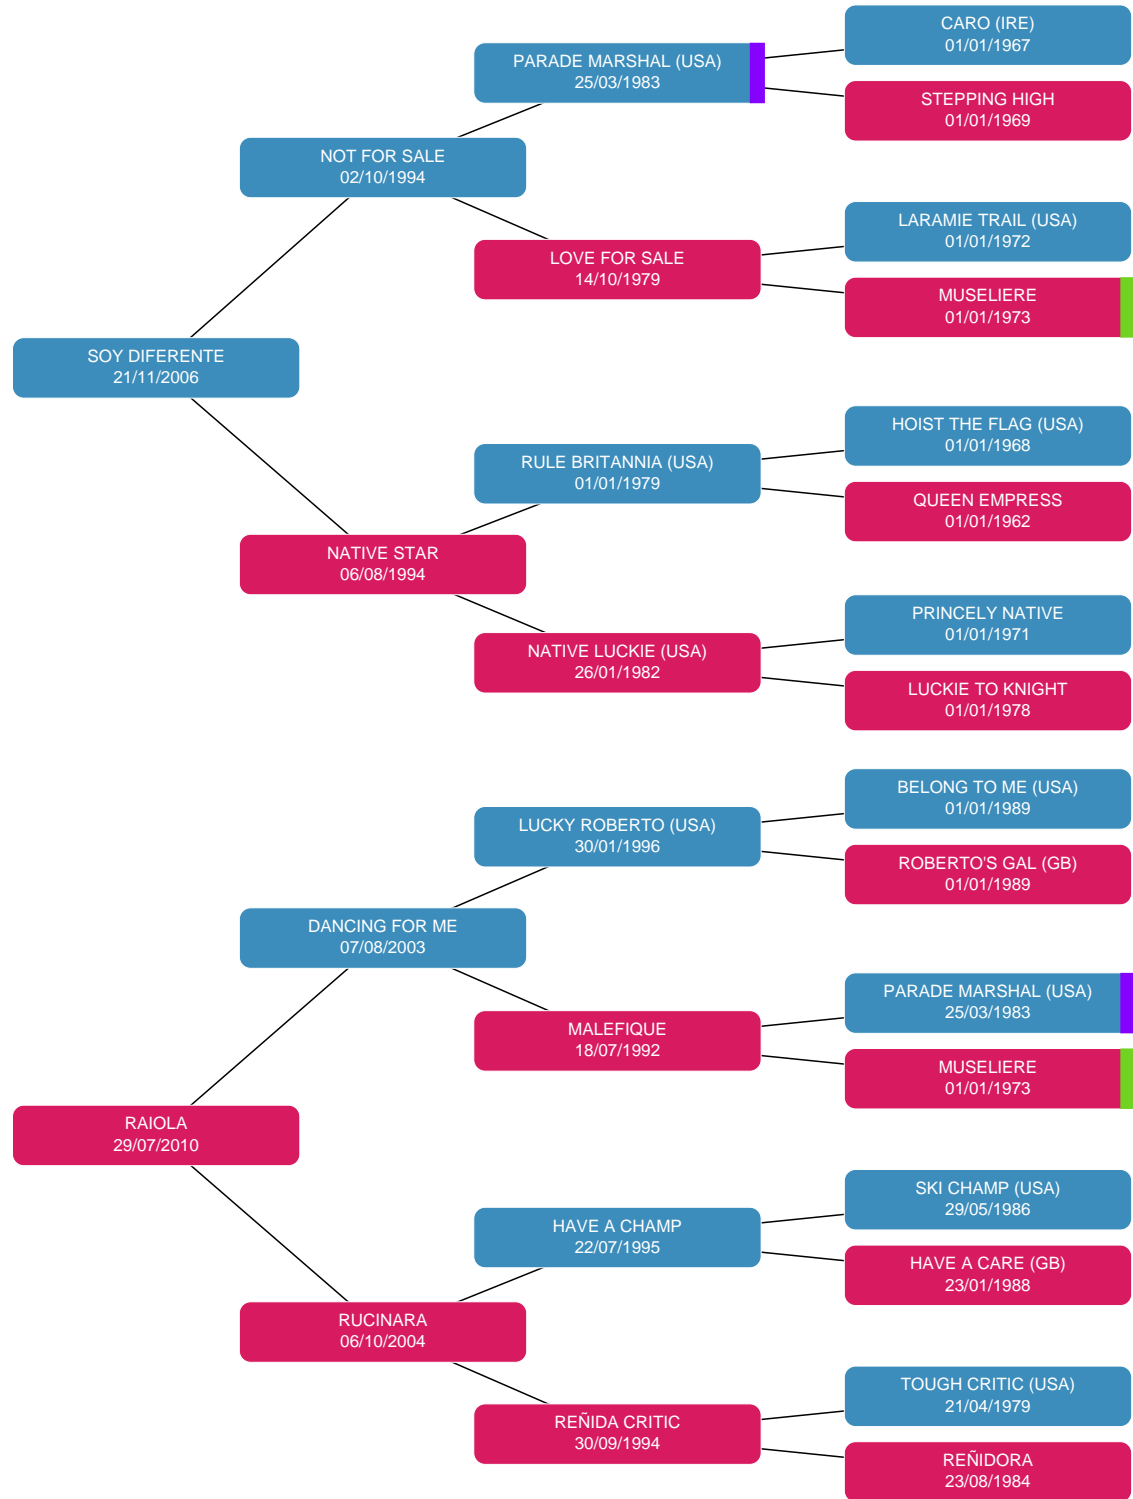 CARO (IRE)
01/01/1967
PARADE MARSHAL (USA)
25/03/1983
STEPPING HIGH
01/01/1969
NOT FOR SALE
02/10/1994
LARAMIE TRAIL (USA)
01/01/1972
LOVE FOR SALE
14/10/1979
MUSELIERE
01/01/1973
SOY DIFERENTE
21/11/2006
HOIST THE FLAG (USA)
01/01/1968
RULE BRITANNIA (USA)
01/01/1979
QUEEN EMPRESS
01/01/1962
NATIVE STAR
06/08/1994
PRINCELY NATIVE
01/01/1971
NATIVE LUCKIE (USA)
26/01/1982
LUCKIE TO KNIGHT
01/01/1978
BELONG TO ME (USA)
01/01/1989
LUCKY ROBERTO (USA)
30/01/1996
ROBERTO'S GAL (GB)
01/01/1989
DANCING FOR ME
07/08/2003
PARADE MARSHAL (USA)
25/03/1983
MALEFIQUE
18/07/1992
MUSELIERE
01/01/1973
RAIOLA
29/07/2010
SKI CHAMP (USA)
29/05/1986
HAVE A CHAMP
22/07/1995
HAVE A CARE (GB)
23/01/1988
RUCINARA
06/10/2004
TOUGH CRITIC (USA)
21/04/1979
REÑIDA CRITIC
30/09/1994
REÑIDORA
23/08/1984